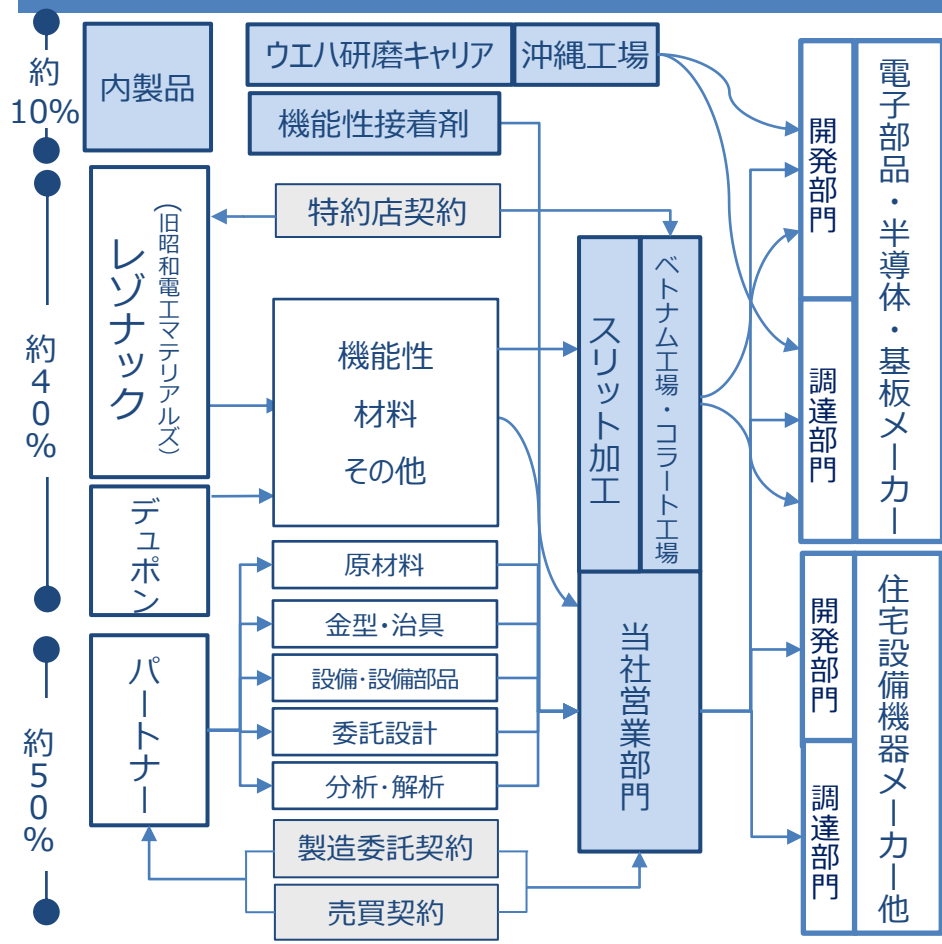 約
10%
内製品
ウエハ研磨キャリア
沖縄工場
機能性接着剤
約40%
レゾナック
(旧昭和電工マテリアルズ)
デュポン
特約店契約
機能性
材料
その他
スリット加工
ベトナム工場・コラート工場
約50%
パートナー
原材料
金型・治具
設備・設備部品
委託設計
分析・解析
製造委託契約
売買契約
当社営業部門
開発部門
調達部門
電子部品・半導体・基板メーカー
開発部門
調達部門
住宅設備機器メーカー他